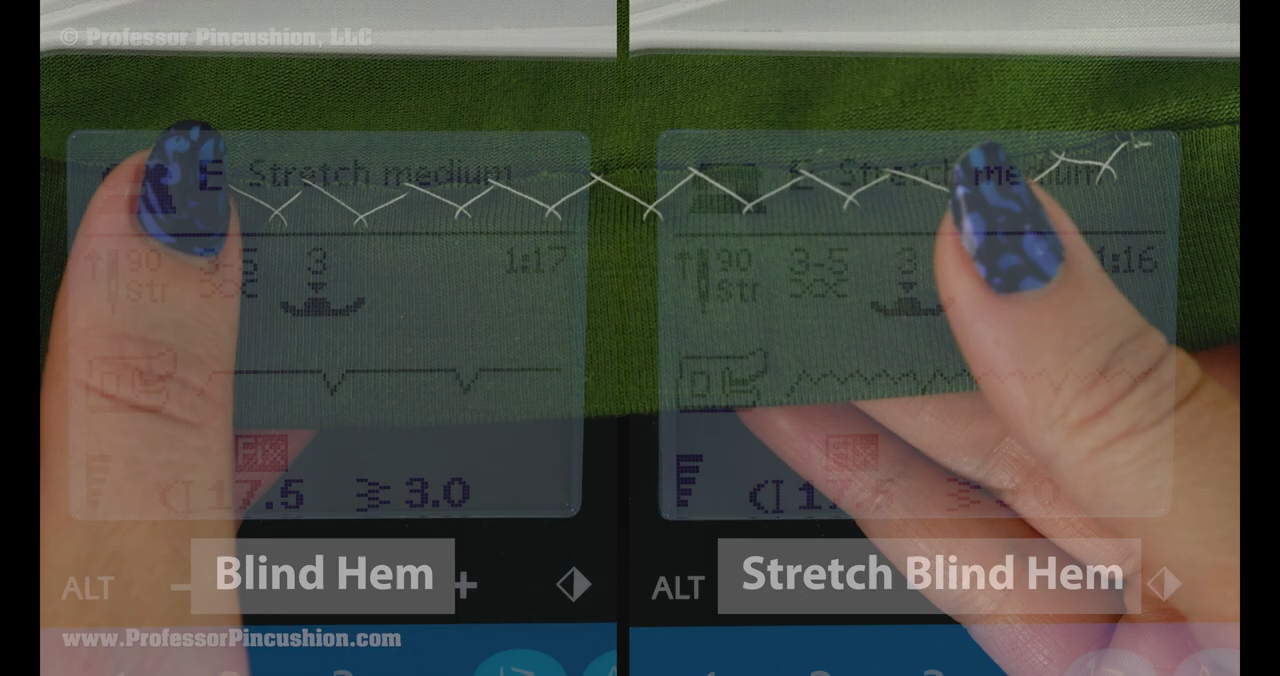 © Professor Pincushion, LLC
E Stretch medium
90 3-5 3 1:17
str
FIX
17.5 3.0
Blind Hem
ALT − +
E Stretch medium
90 3-5 3 1:16
str
Stretch Blind Hem
ALT
www.ProfessorPincushion.com